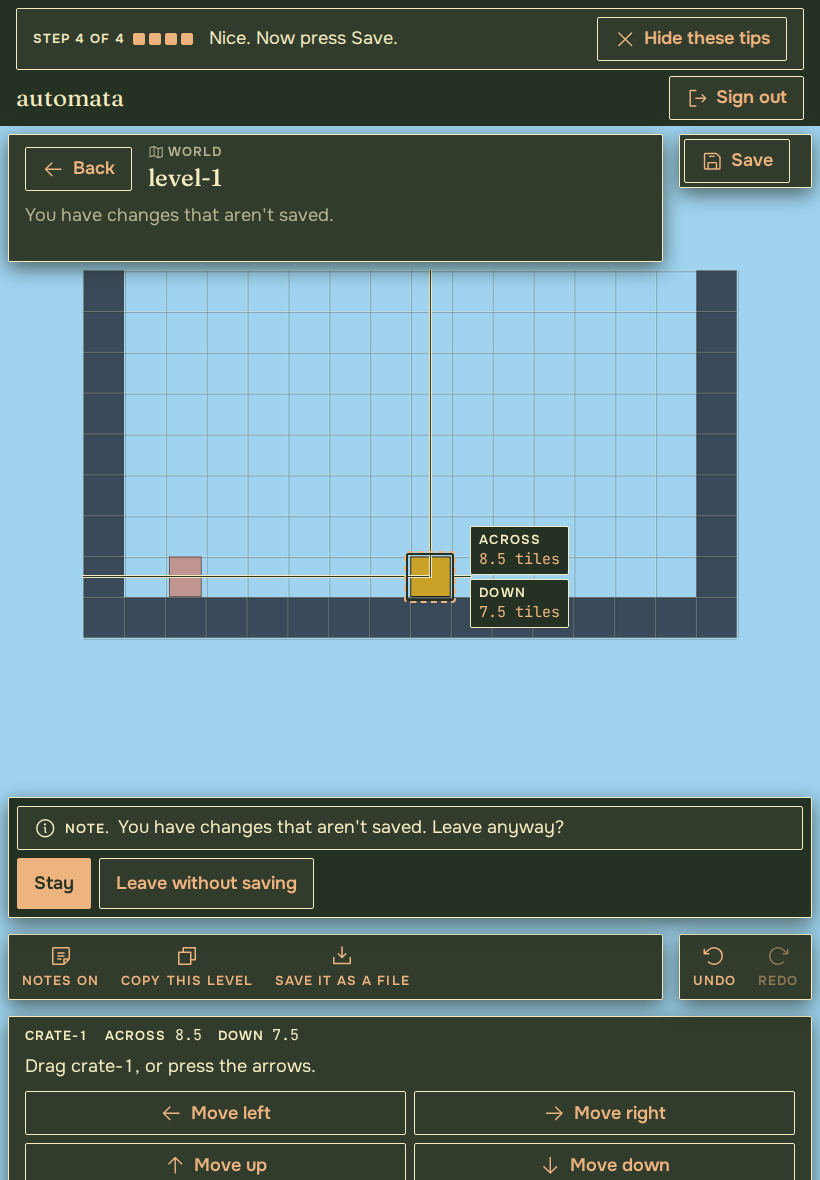 STEP 4 OF 4 Nice. Now press Save. Hide these tips
automata Sign out
Back WORLD
level-1
Save
You have changes that aren't saved.
ACROSS
8.5 tiles
DOWN
7.5 tiles
NOTE. You have changes that aren't saved. Leave anyway?
Stay Leave without saving
NOTES ON COPY THIS LEVEL SAVE IT AS A FILE UNDO REDO
CRATE-1 ACROSS 8.5 DOWN 7.5
Drag crate-1, or press the arrows.
Move left Move right
Move up Move down